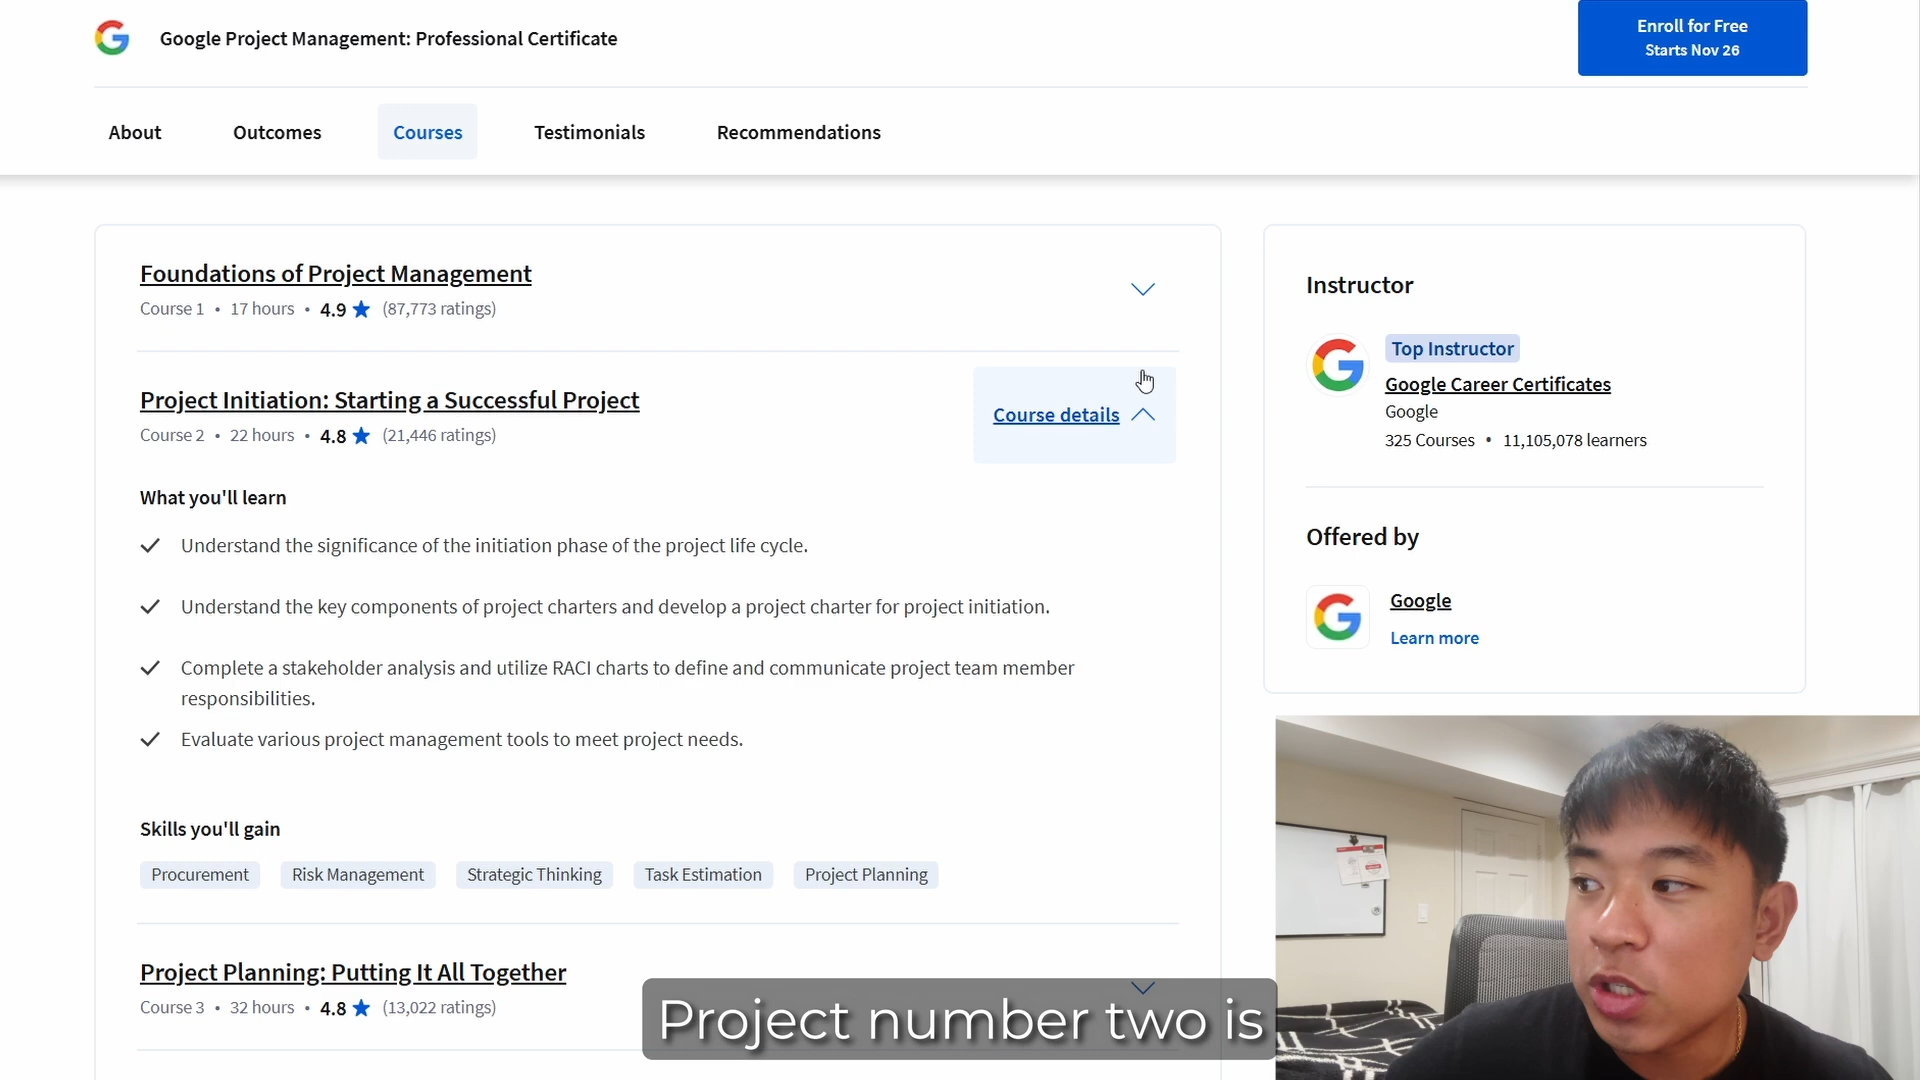 Google Project Management: Professional Certificate
Enroll for Free
Starts Nov 26
About
Outcomes
Courses
Testimonials
Recommendations
Foundations of Project Management
Course 1 • 17 hours • 4.9 ★ (87,773 ratings)
Project Initiation: Starting a Successful Project
Course 2 • 22 hours • 4.8 ★ (21,446 ratings)
Course details
What you'll learn
Understand the significance of the initiation phase of the project life cycle.
Understand the key components of project charters and develop a project charter for project initiation.
Complete a stakeholder analysis and utilize RACI charts to define and communicate project team member
responsibilities.
Evaluate various project management tools to meet project needs.
Skills you'll gain
Procurement
Risk Management
Strategic Thinking
Task Estimation
Project Planning
Project Planning: Putting It All Together
Course 3 • 32 hours • 4.8 ★ (13,022 ratings)
Instructor
Top Instructor
Google Career Certificates
Google
325 Courses • 11,105,078 learners
Offered by
Google
Learn more
Project number two is